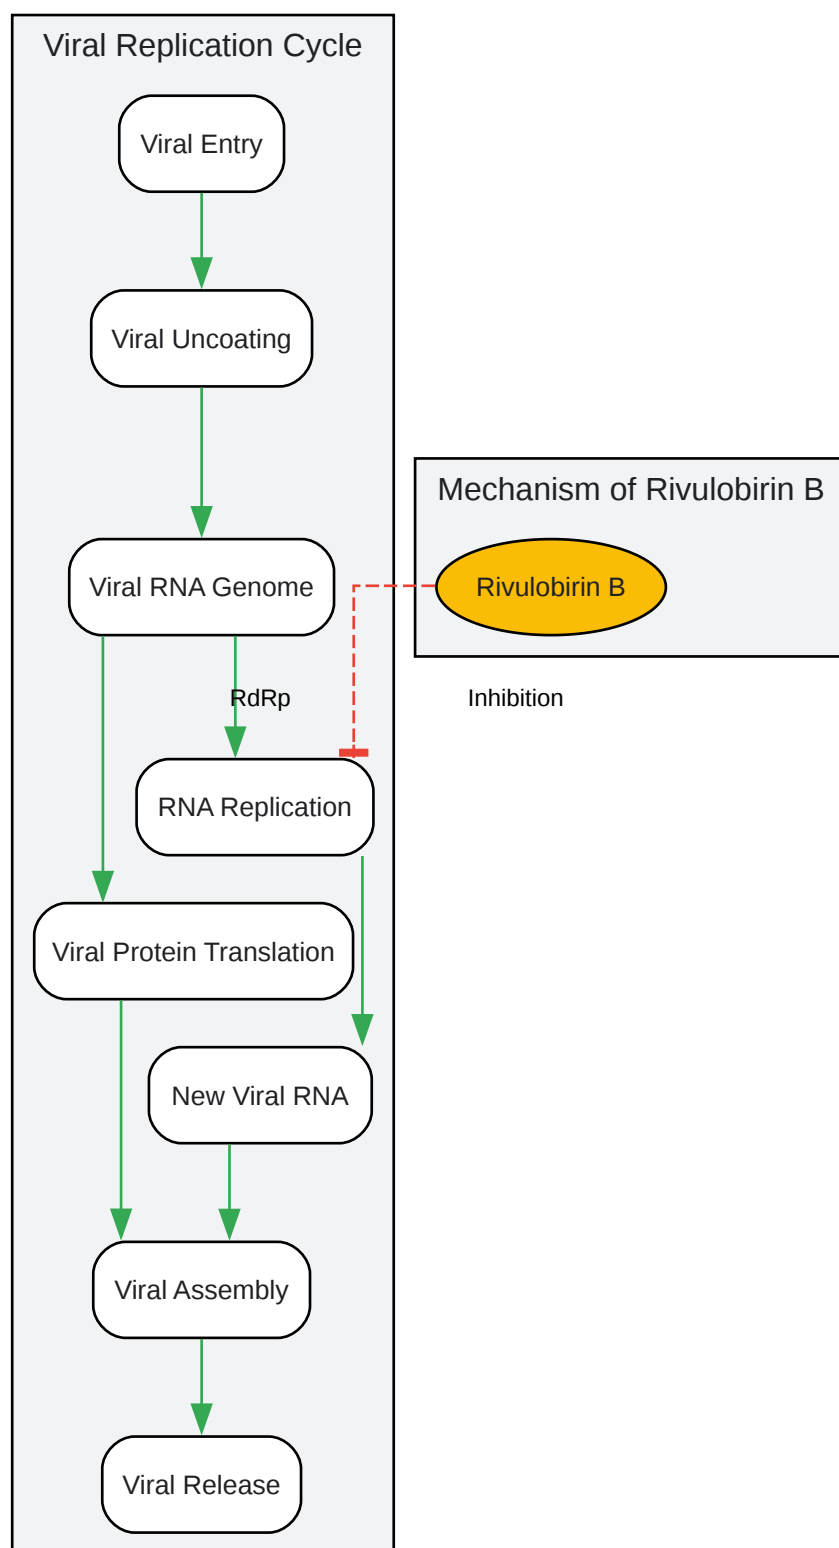 Viral Replication Cycle
Viral Entry
Viral Uncoating
Mechanism of Rivulobirin B
Viral RNA Genome
Rivulobirin B
RdRp
Inhibition
RNA Replication
Viral Protein Translation
New Viral RNA
Viral Assembly
Viral Release